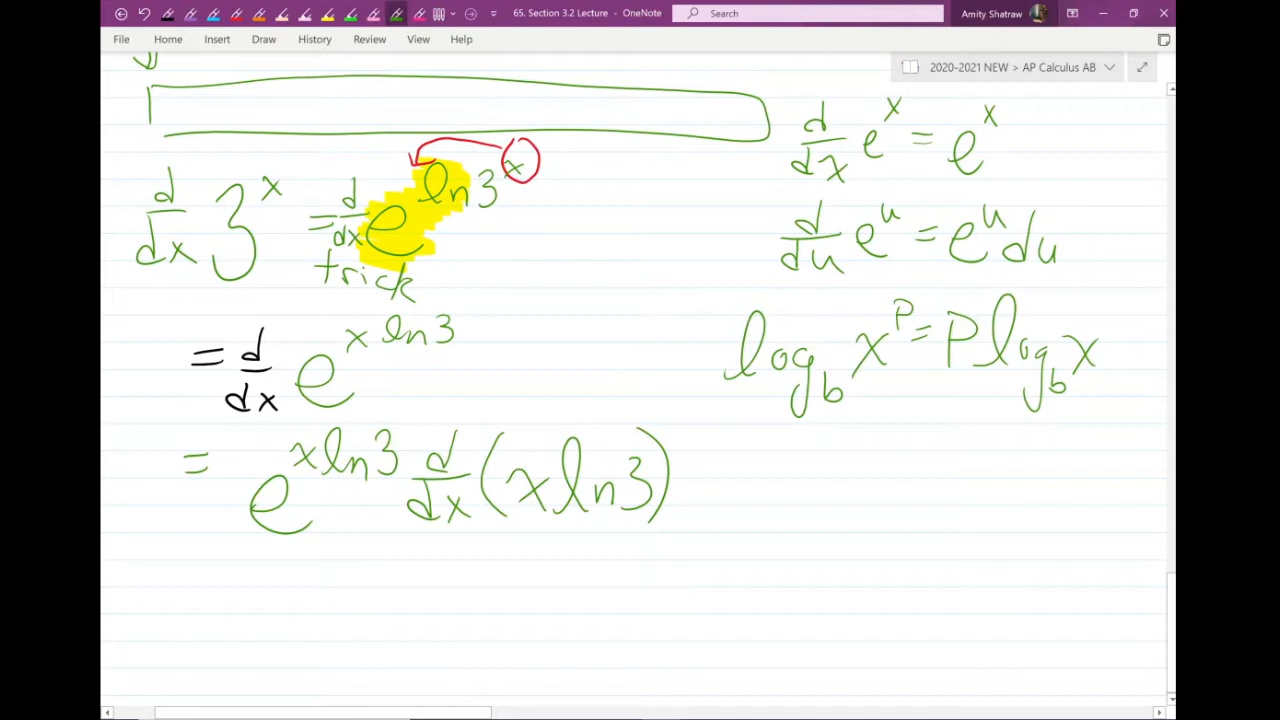 65. Section 3.2 Lecture - OneNote
Search
Amity Shatraw
File Home Insert Draw History Review View Help
2020-2021 NEW > AP Calculus AB
d/dx 3^x = d/dx e^{ln 3^x}
trick
= d/dx e^{x ln 3}
= e^{x ln 3} d/dx (x ln 3)
d/dx e^x = e^x
d/du e^u = e^u du
log_b x^P = P log_b x